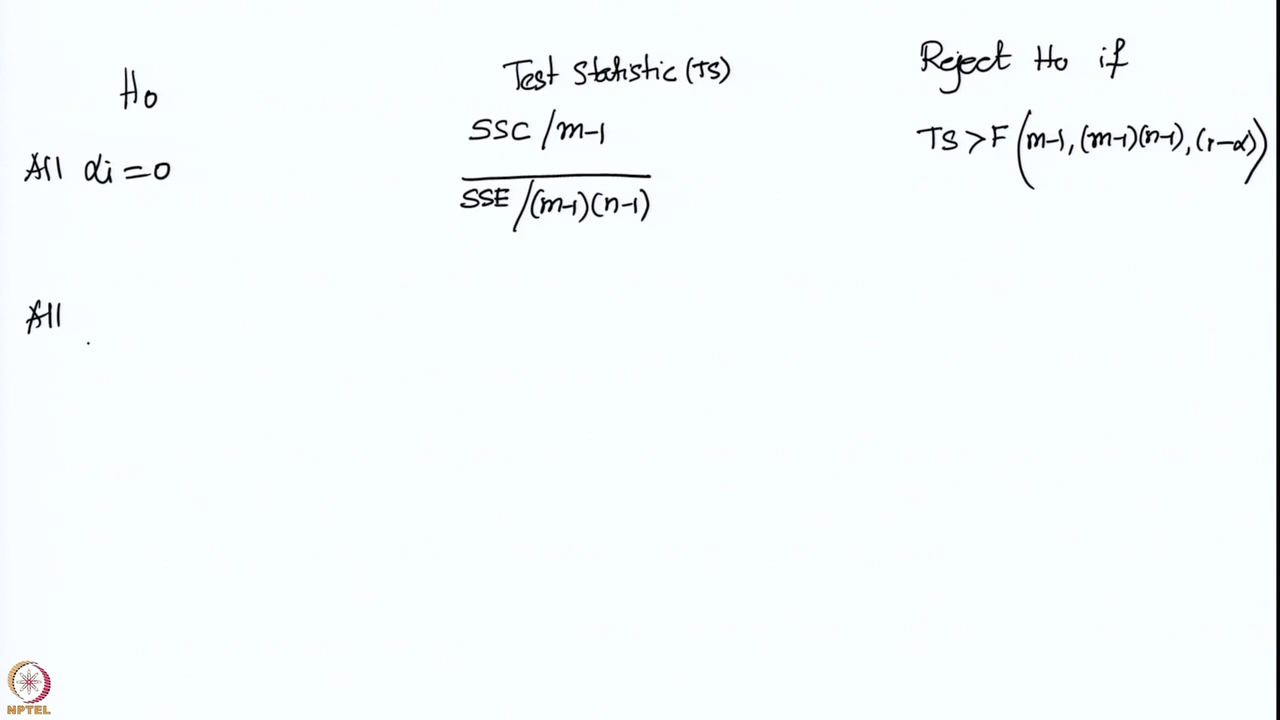 H₀ Test Statistic (TS) Reject H₀ if
All αi = 0 SSC / m-1 TS > F (m-1, (m-1)(n-1), (1-α))
SSE / (m-1)(n-1)
All
NPTEL